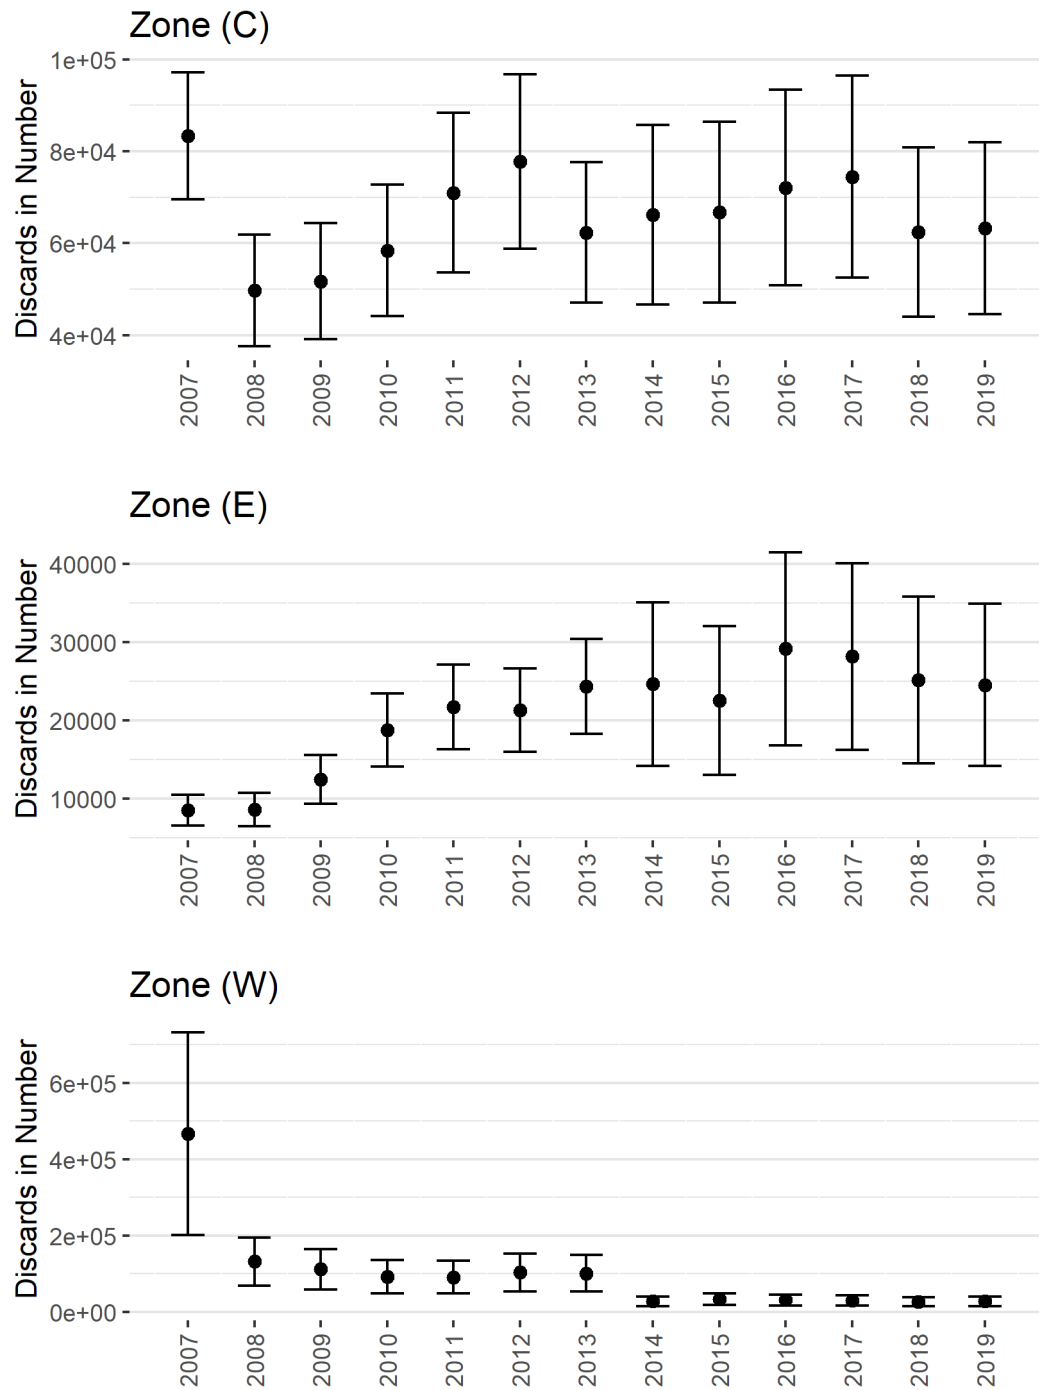 Zone (C)
Discards in Number
1e+05
8e+04
6e+04
4e+04
2007 2008 2009 2010 2011 2012 2013 2014 2015 2016 2017 2018 2019
Zone (E)
Discards in Number
40000
30000
20000
10000
2007 2008 2009 2010 2011 2012 2013 2014 2015 2016 2017 2018 2019
Zone (W)
Discards in Number
6e+05
4e+05
2e+05
0e+00
2007 2008 2009 2010 2011 2012 2013 2014 2015 2016 2017 2018 2019